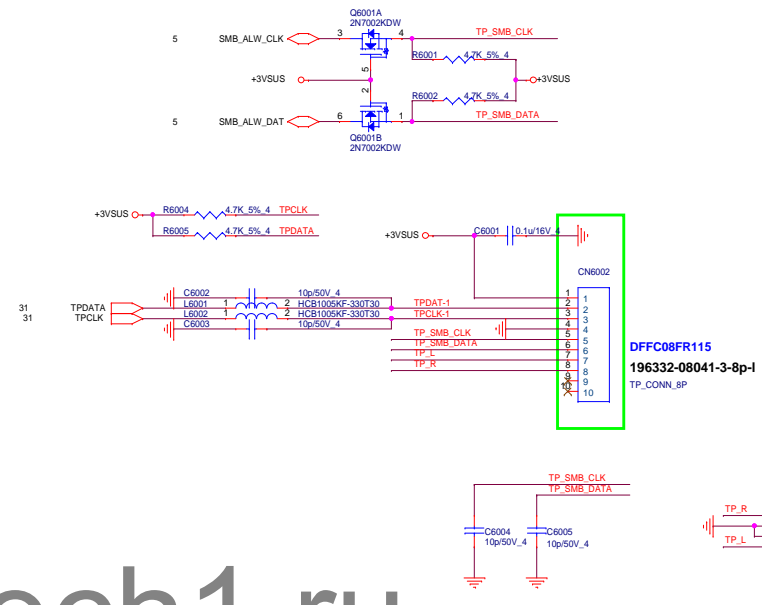 Q6001A
2N7002KDW
5 SMB_ALW_CLK 3 4 TP_SMB_CLK
R6001 4.7K_5%_4
5
+3VSUS +3VSUS
2
R6002 4.7K_5%_4
5 SMB_ALW_DAT 6 1 TP_SMB_DATA
Q6001B
2N7002KDW
+3VSUS R6004 4.7K_5%_4 TPCLK
R6005 4.7K_5%_4 TPDATA
+3VSUS C6001 0.1u/16V_4
CN6002
C6002 10p/50V_4
31 TPDATA L6001 1 2 HCB1005KF-330T30 TPDAT-1
31 TPCLK L6002 1 2 HCB1005KF-330T30 TPCLK-1
C6003 10p/50V_4
TP_SMB_CLK
TP_SMB_DATA
TP_L
TP_R
1 1
2 2
3 3
4 4
5 5
6 6
7 7
8 8
9 9
10 10
DFFC08FR115
196332-08041-3-8p-l
TP_CONN_8P
TP_SMB_CLK
TP_SMB_DATA
C6004
10p/50V_4
C6005
10p/50V_4
TP_R
TP_L